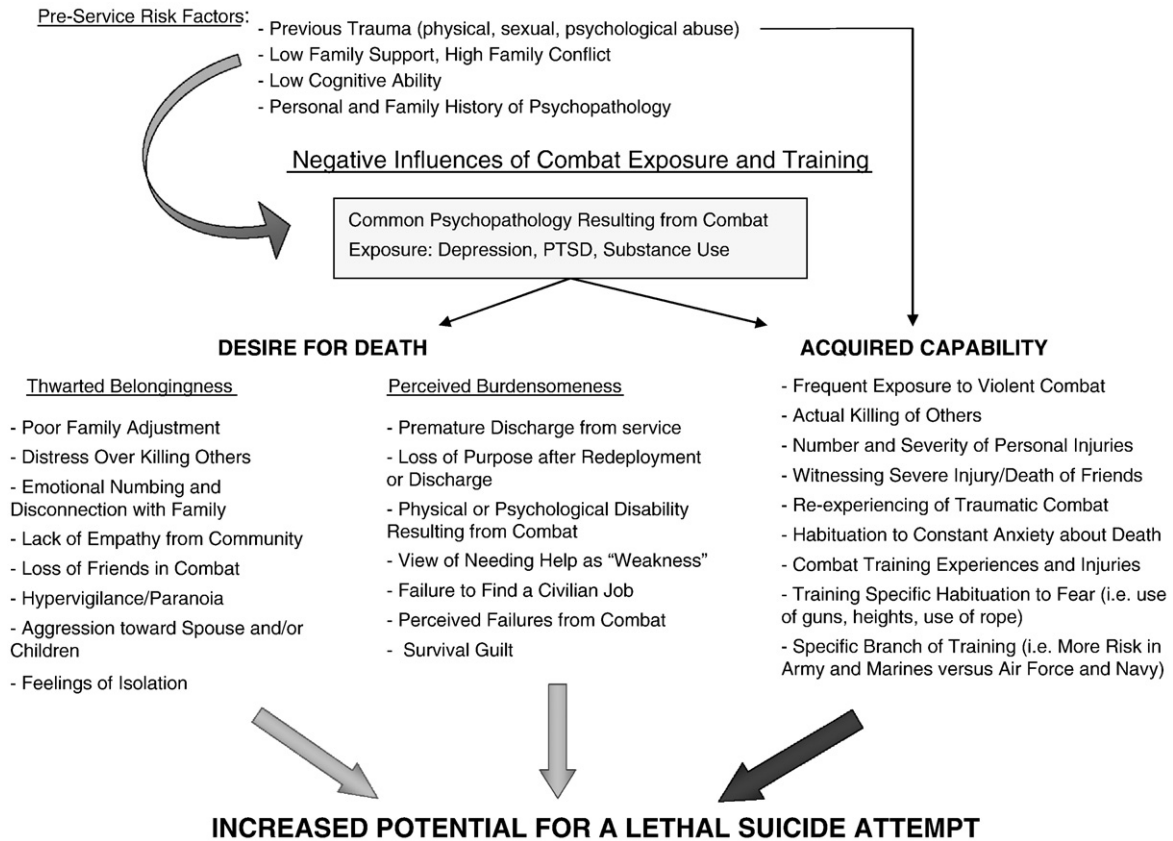 Pre-Service Risk Factors:
- Previous Trauma (physical, sexual, psychological abuse)
- Low Family Support, High Family Conflict
- Low Cognitive Ability
- Personal and Family History of Psychopathology
Negative Influences of Combat Exposure and Training
Common Psychopathology Resulting from Combat
Exposure: Depression, PTSD, Substance Use
DESIRE FOR DEATH
Thwarted Belongingness
- Poor Family Adjustment
- Distress Over Killing Others
- Emotional Numbing and
Disconnection with Family
- Lack of Empathy from Community
- Loss of Friends in Combat
- Hypervigilance/Paranoia
- Aggression toward Spouse and/or
Children
- Feelings of Isolation
Perceived Burdensomeness
- Premature Discharge from service
- Loss of Purpose after Redeployment
or Discharge
- Physical or Psychological Disability
Resulting from Combat
- View of Needing Help as “Weakness”
- Failure to Find a Civilian Job
- Perceived Failures from Combat
- Survival Guilt
ACQUIRED CAPABILITY
- Frequent Exposure to Violent Combat
- Actual Killing of Others
- Number and Severity of Personal Injuries
- Witnessing Severe Injury/Death of Friends
- Re-experiencing of Traumatic Combat
- Habituation to Constant Anxiety about Death
- Combat Training Experiences and Injuries
- Training Specific Habituation to Fear (i.e. use
of guns, heights, use of rope)
- Specific Branch of Training (i.e. More Risk in
Army and Marines versus Air Force and Navy)
INCREASED POTENTIAL FOR A LETHAL SUICIDE ATTEMPT